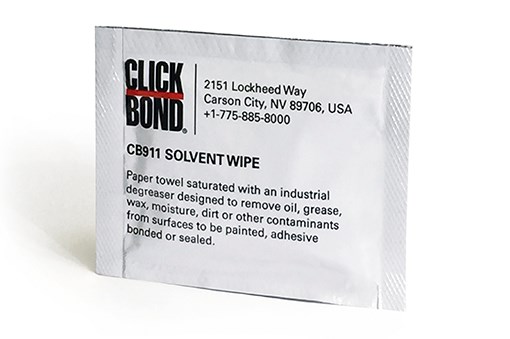 CLICK
BOND®
2151 Lockheed Way
Carson City, NV 89706, USA
+1-775-885-8000
CB911 SOLVENT WIPE
Paper towel saturated with an industrial
degreaser designed to remove oil, grease,
wax, moisture, dirt or other contaminants
from surfaces to be painted, adhesive
bonded or sealed.